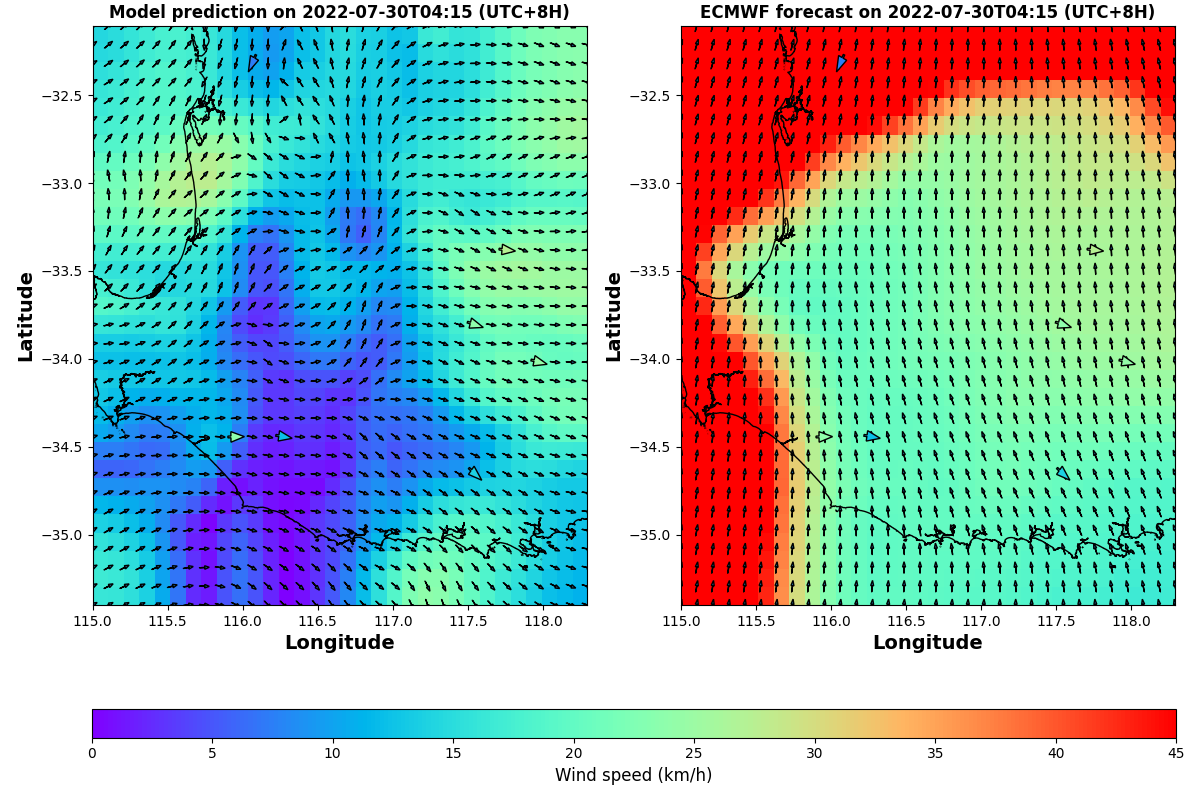 Model prediction on 2022-07-30T04:15 (UTC+8H)
ECMWF forecast on 2022-07-30T04:15 (UTC+8H)
Latitude
−32.5
−33.0
−33.5
−34.0
−34.5
−35.0
115.0 115.5 116.0 116.5 117.0 117.5 118.0
Longitude
Latitude
−32.5
−33.0
−33.5
−34.0
−34.5
−35.0
115.0 115.5 116.0 116.5 117.0 117.5 118.0
Longitude
0 5 10 15 20 25 30 35 40 45
Wind speed (km/h)